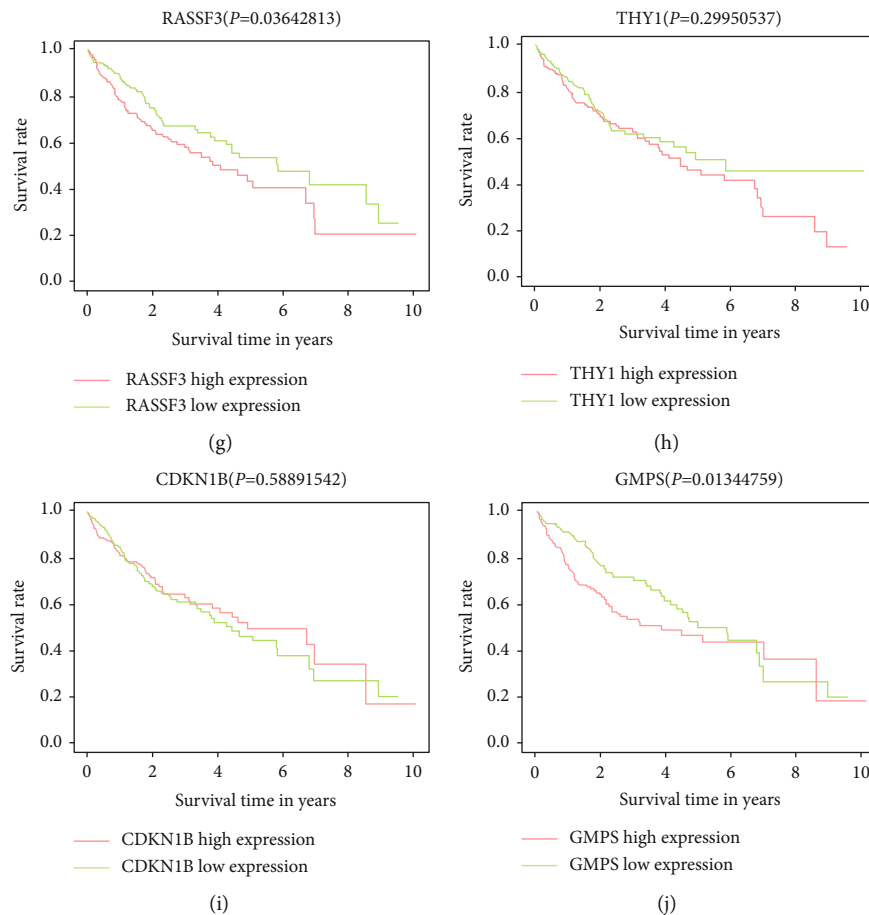 RASSF3(P=0.03642813)
1.0
0.8
0.6
0.4
0.2
0.0
Survival rate
0 2 4 6 8 10
Survival time in years
RASSF3 high expression
RASSF3 low expression
(g)
THY1(P=0.29950537)
1.0
0.8
0.6
0.4
0.2
0.0
Survival rate
0 2 4 6 8 10
Survival time in years
THY1 high expression
THY1 low expression
(h)
CDKN1B(P=0.58891542)
1.0
0.8
0.6
0.4
0.2
0.0
Survival rate
0 2 4 6 8 10
Survival time in years
CDKN1B high expression
CDKN1B low expression
(i)
GMPS(P=0.01344759)
1.0
0.8
0.6
0.4
0.2
0.0
Survival rate
0 2 4 6 8 10
Survival time in years
GMPS high expression
GMPS low expression
(j)